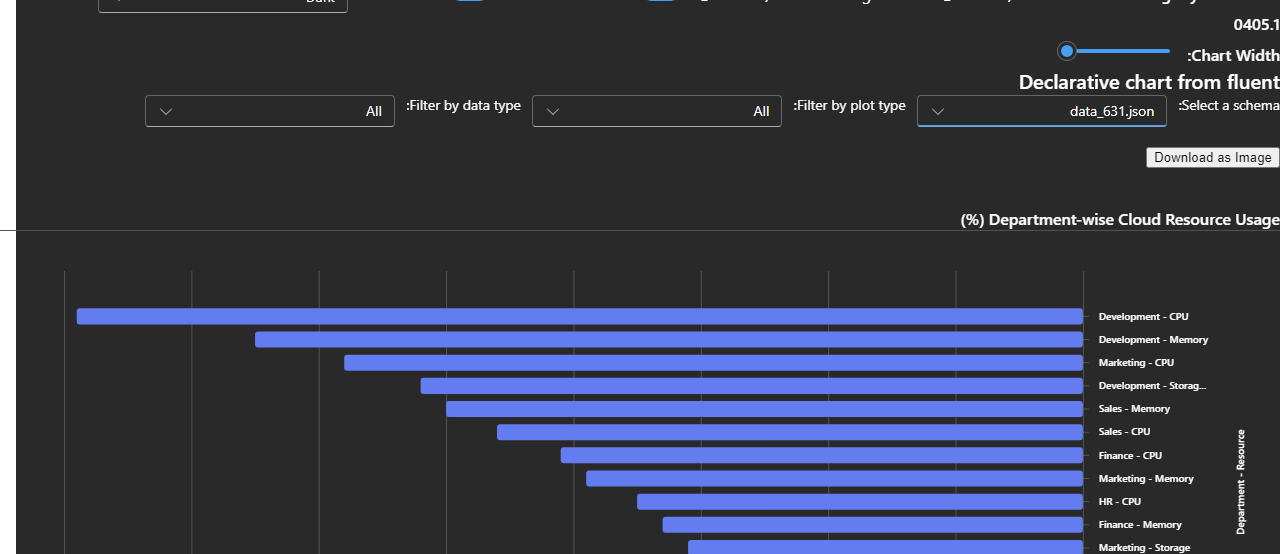 0405.1
:Chart Width
Declarative chart from fluent
:Select a schema
data_631.json
:Filter by plot type
All
:Filter by data type
All
Download as Image
(%) Department-wise Cloud Resource Usage
Development - CPU
Development - Memory
Marketing - CPU
Development - Storag...
Sales - Memory
Sales - CPU
Finance - CPU
Marketing - Memory
HR - CPU
Finance - Memory
Marketing - Storage
Department - Resource